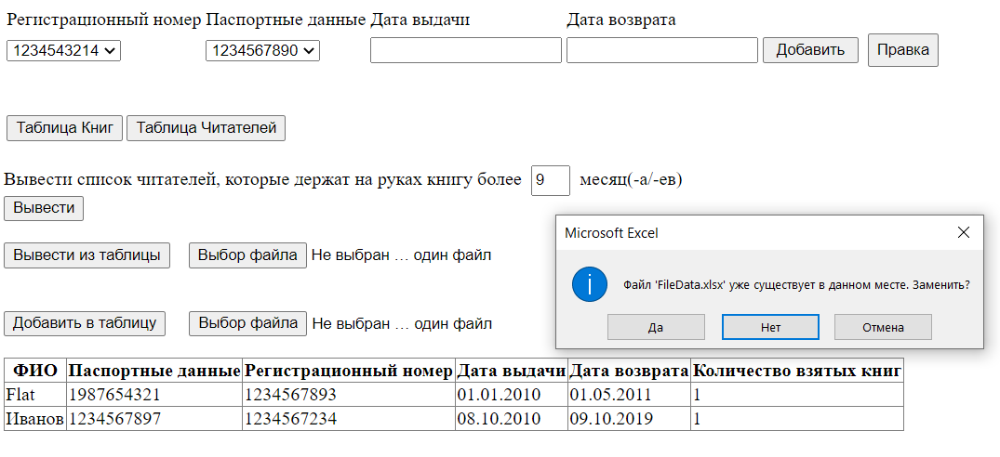 Регистрационный номер Паспортные данные Дата выдачи Дата возврата
1234543214 1234567890 Добавить Правка
Таблица Книг Таблица Читателей
Вывести список читателей, которые держат на руках книгу более 9 месяц(-а/-ев)
Вывести
Вывести из таблицы Выбор файла Не выбран ... один файл
Добавить в таблицу Выбор файла Не выбран ... один файл
Microsoft Excel
Файл 'FileData.xlsx' уже существует в данном месте. Заменить?
Да Нет Отмена
ФИО Паспортные данные Регистрационный номер Дата выдачи Дата возврата Количество взятых книг
Flat 1987654321 1234567893 01.01.2010 01.05.2011 1
Иванов 1234567897 1234567234 08.10.2010 09.10.2019 1